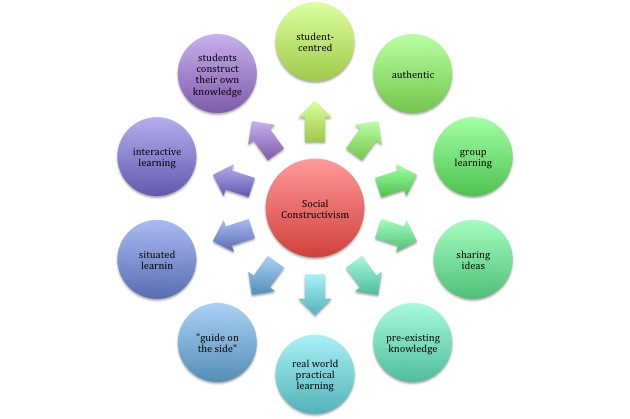 student-
centred
authentic
group
learning
sharing
ideas
pre-existing
knowledge
real world
practical
learning
"guide on
the side"
situated
learnin
interactive
learning
students
construct
their own
knowledge
Social
Constructivism